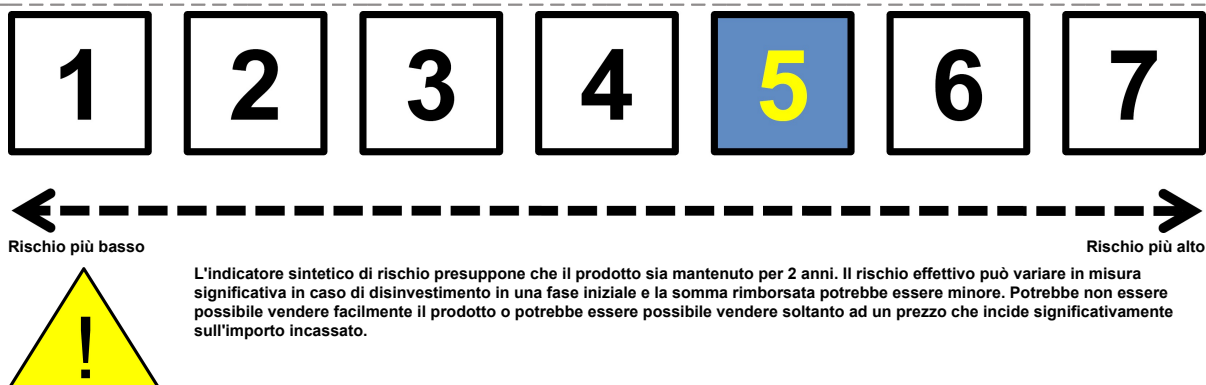 1 2 3 4 5 6 7
Rischio più basso Rischio più alto
L'indicatore sintetico di rischio presuppone che il prodotto sia mantenuto per 2 anni. Il rischio effettivo può variare in misura
significativa in caso di disinvestimento in una fase iniziale e la somma rimborsata potrebbe essere minore. Potrebbe non essere
possibile vendere facilmente il prodotto o potrebbe essere possibile vendere soltanto ad un prezzo che incide significativamente
sull'importo incassato.
!